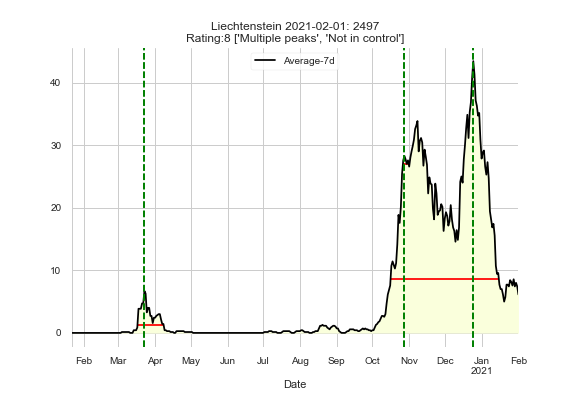 Liechtenstein 2021-02-01: 2497
Rating:8 ['Multiple peaks', 'Not in control']
Average-7d
40
30
20
10
0
Feb Mar Apr May Jun Jul Aug Sep Oct Nov Dec Jan Feb
2021
Date